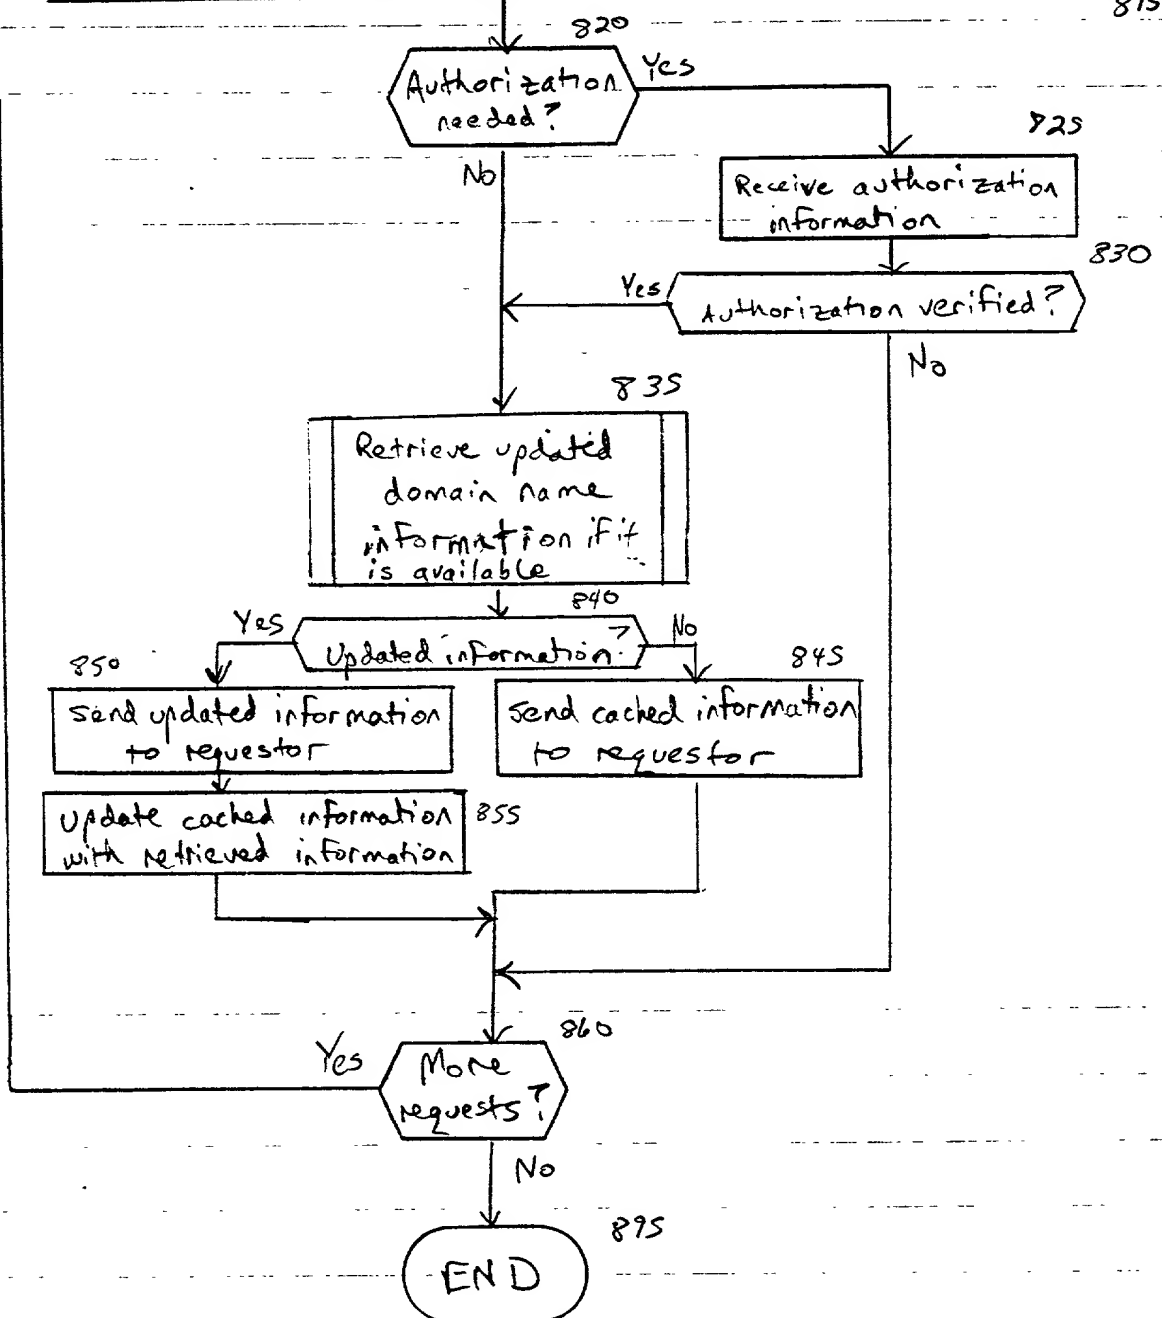 815
820
Authorization
needed?
Yes
No
825
Receive authorization
information
830
Authorization verified?
Yes
No
835
Retrieve updated
domain name
information if it
is available
840
Updated information?
Yes
No
850
Send updated information
to requestor
845
Send cached information
to requestor
Update cached information
with retrieved information
855
860
More
requests?
Yes
No
895
END